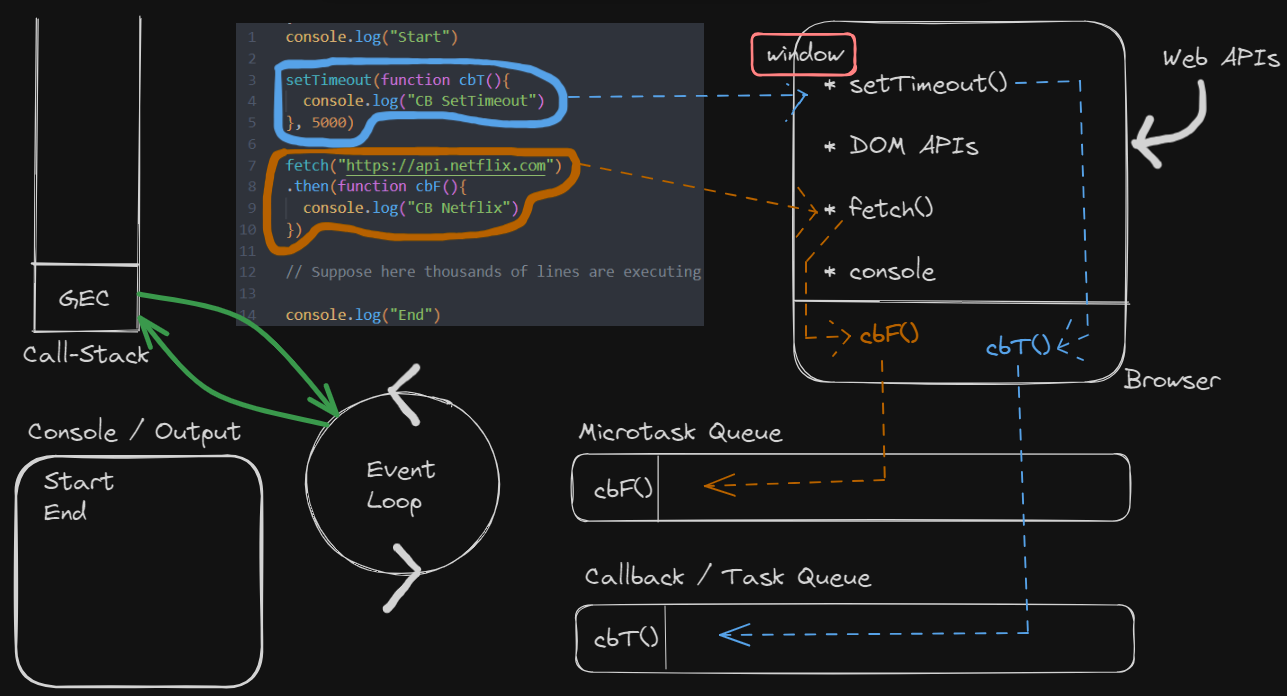 1 console.log("Start")
2
3 setTimeout(function cbT(){
4 console.log("CB SetTimeout")
5 }, 5000)
6
7 fetch("https://api.netflix.com")
8 .then(function cbF(){
9 console.log("CB Netflix")
10 })
11
12 // Suppose here thousands of lines are executing
13
14 console.log("End")
window
Web APIs
* setTimeout()
* DOM APIs
* fetch()
* console
cbF()
cbT()
Browser
GEC
Call-Stack
Console / Output
Start
End
Event
Loop
Microtask Queue
cbF()
Callback / Task Queue
cbT()